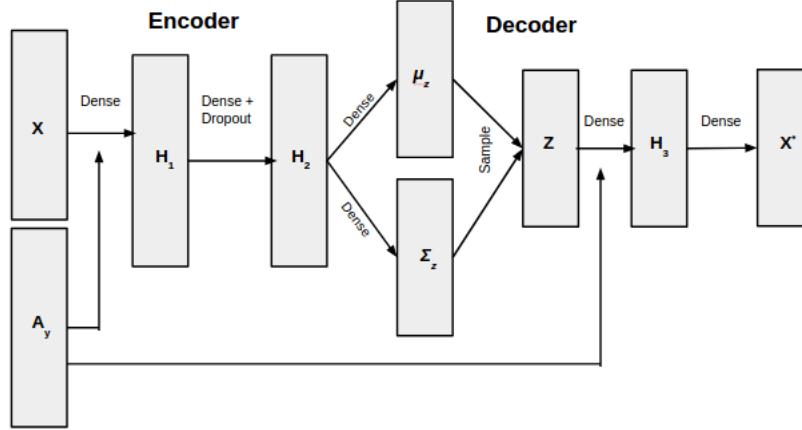 Encoder
Decoder
X
Dense
H1
Dense +
Dropout
H2
Dense
Dense
μz
Σz
Sample
Z
Dense
H3
Dense
X*
Ay